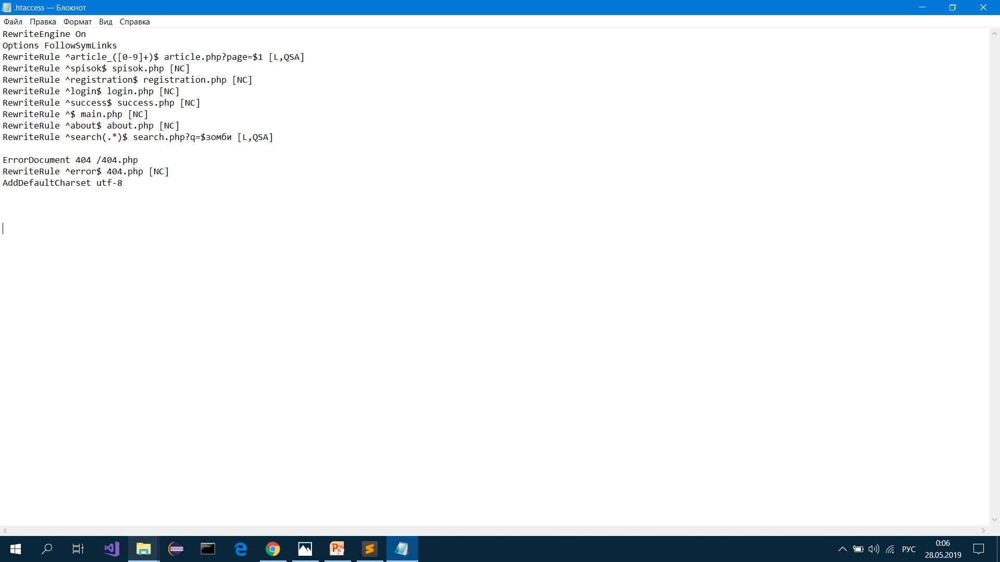 .htaccess — Блокнот
Файл Правка Формат Вид Справка
RewriteEngine On
Options FollowSymLinks
RewriteRule ^article_([0-9]+)$ article.php?page=$1 [L,QSA]
RewriteRule ^spisok$ spisok.php [NC]
RewriteRule ^registration$ registration.php [NC]
RewriteRule ^login$ login.php [NC]
RewriteRule ^success$ success.php [NC]
RewriteRule ^$ main.php [NC]
RewriteRule ^about$ about.php [NC]
RewriteRule ^search(.*)$ search.php?q=$зомби [L,QSA]
ErrorDocument 404 /404.php
RewriteRule ^error$ 404.php [NC]
AddDefaultCharset utf-8
РУС
0:06
28.05.2019